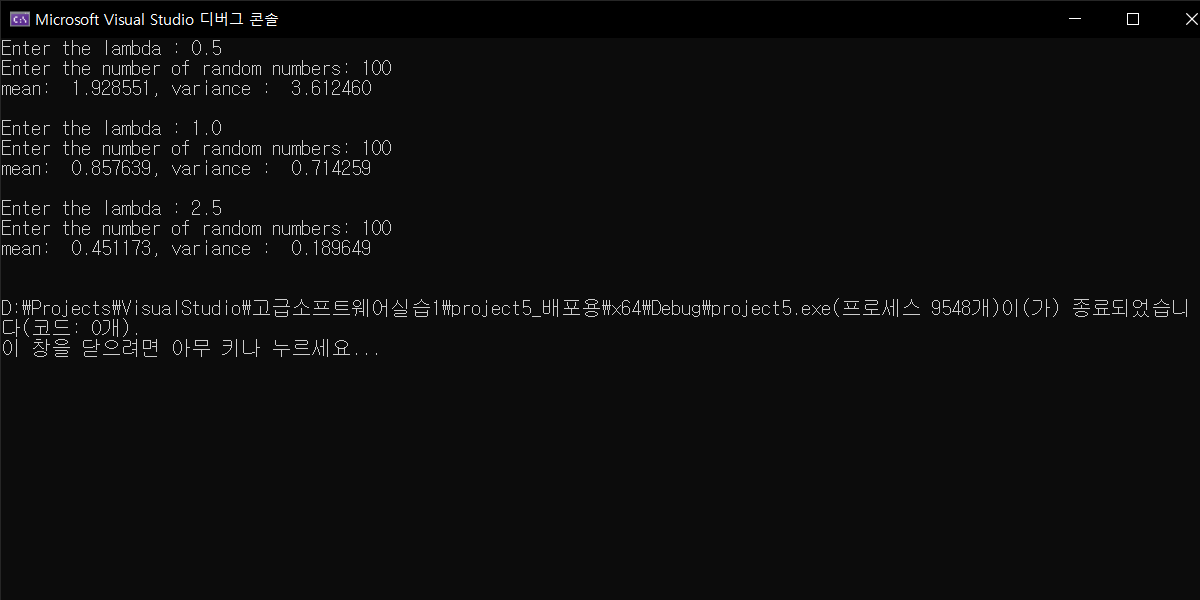 Microsoft Visual Studio 디버그 콘솔
Enter the lambda : 0.5
Enter the number of random numbers: 100
mean:  1.928551, variance :  3.612460
Enter the lambda : 1.0
Enter the number of random numbers: 100
mean:  0.857639, variance :  0.714259
Enter the lambda : 2.5
Enter the number of random numbers: 100
mean:  0.451173, variance :  0.189649
D:₩Projects₩VisualStudio₩고급소프트웨어실습1₩project5_배포용₩x64₩Debug₩project5.exe(프로세스 9548개)이(가) 종료되었습니
다(코드: 0개).
이 창을 닫으려면 아무 키나 누르세요...